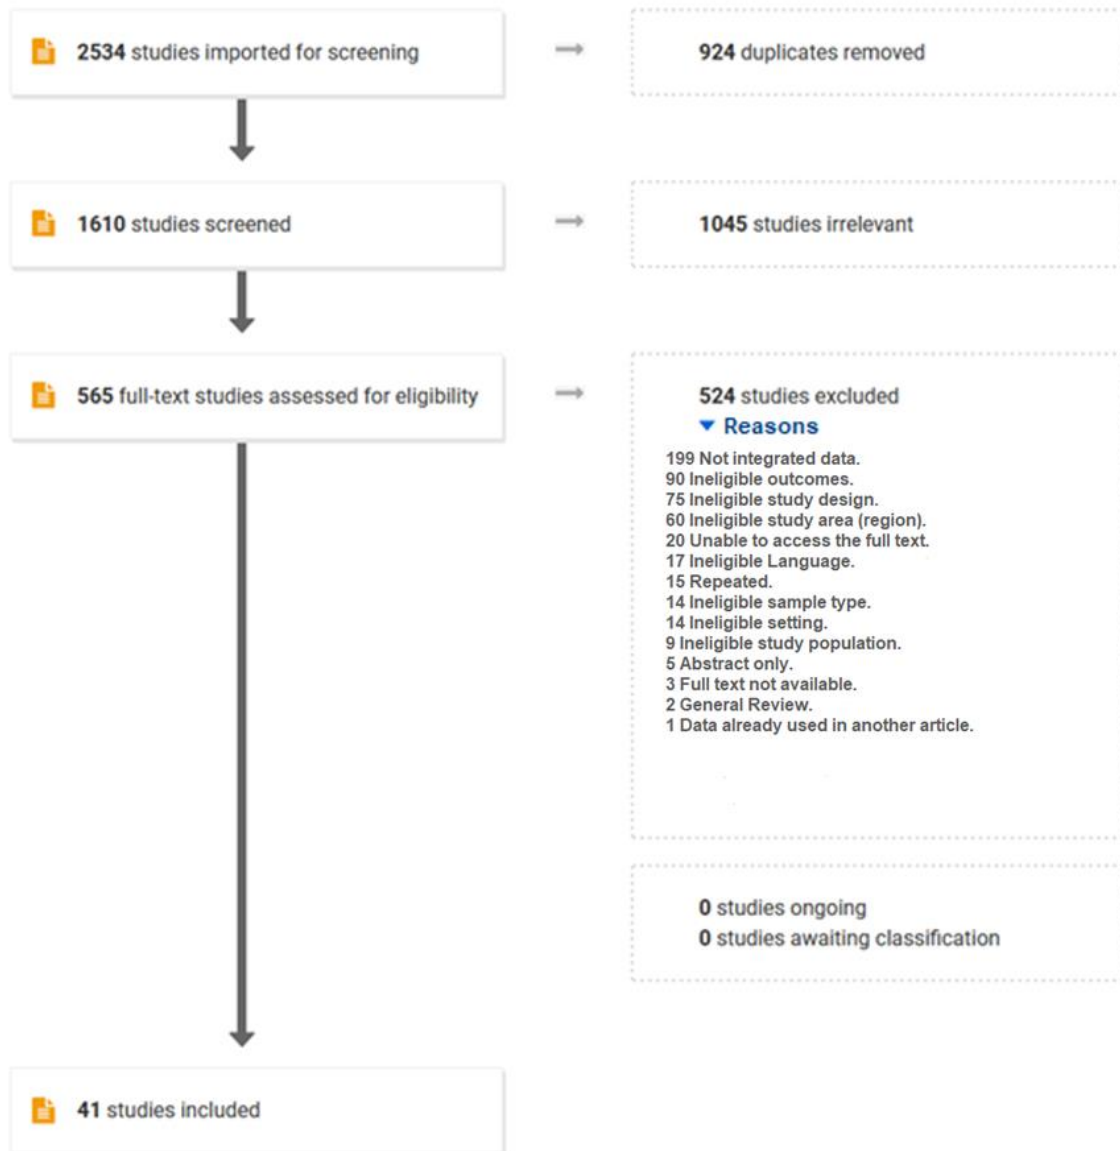 2534 studies imported for screening
924 duplicates removed
1610 studies screened
1045 studies irrelevant
565 full-text studies assessed for eligibility
524 studies excluded
Reasons
199 Not integrated data.
90 Ineligible outcomes.
75 Ineligible study design.
60 Ineligible study area (region).
20 Unable to access the full text.
17 Ineligible Language.
15 Repeated.
14 Ineligible sample type.
14 Ineligible setting.
9 Ineligible study population.
5 Abstract only.
3 Full text not available.
2 General Review.
1 Data already used in another article.
0 studies ongoing
0 studies awaiting classification
41 studies included